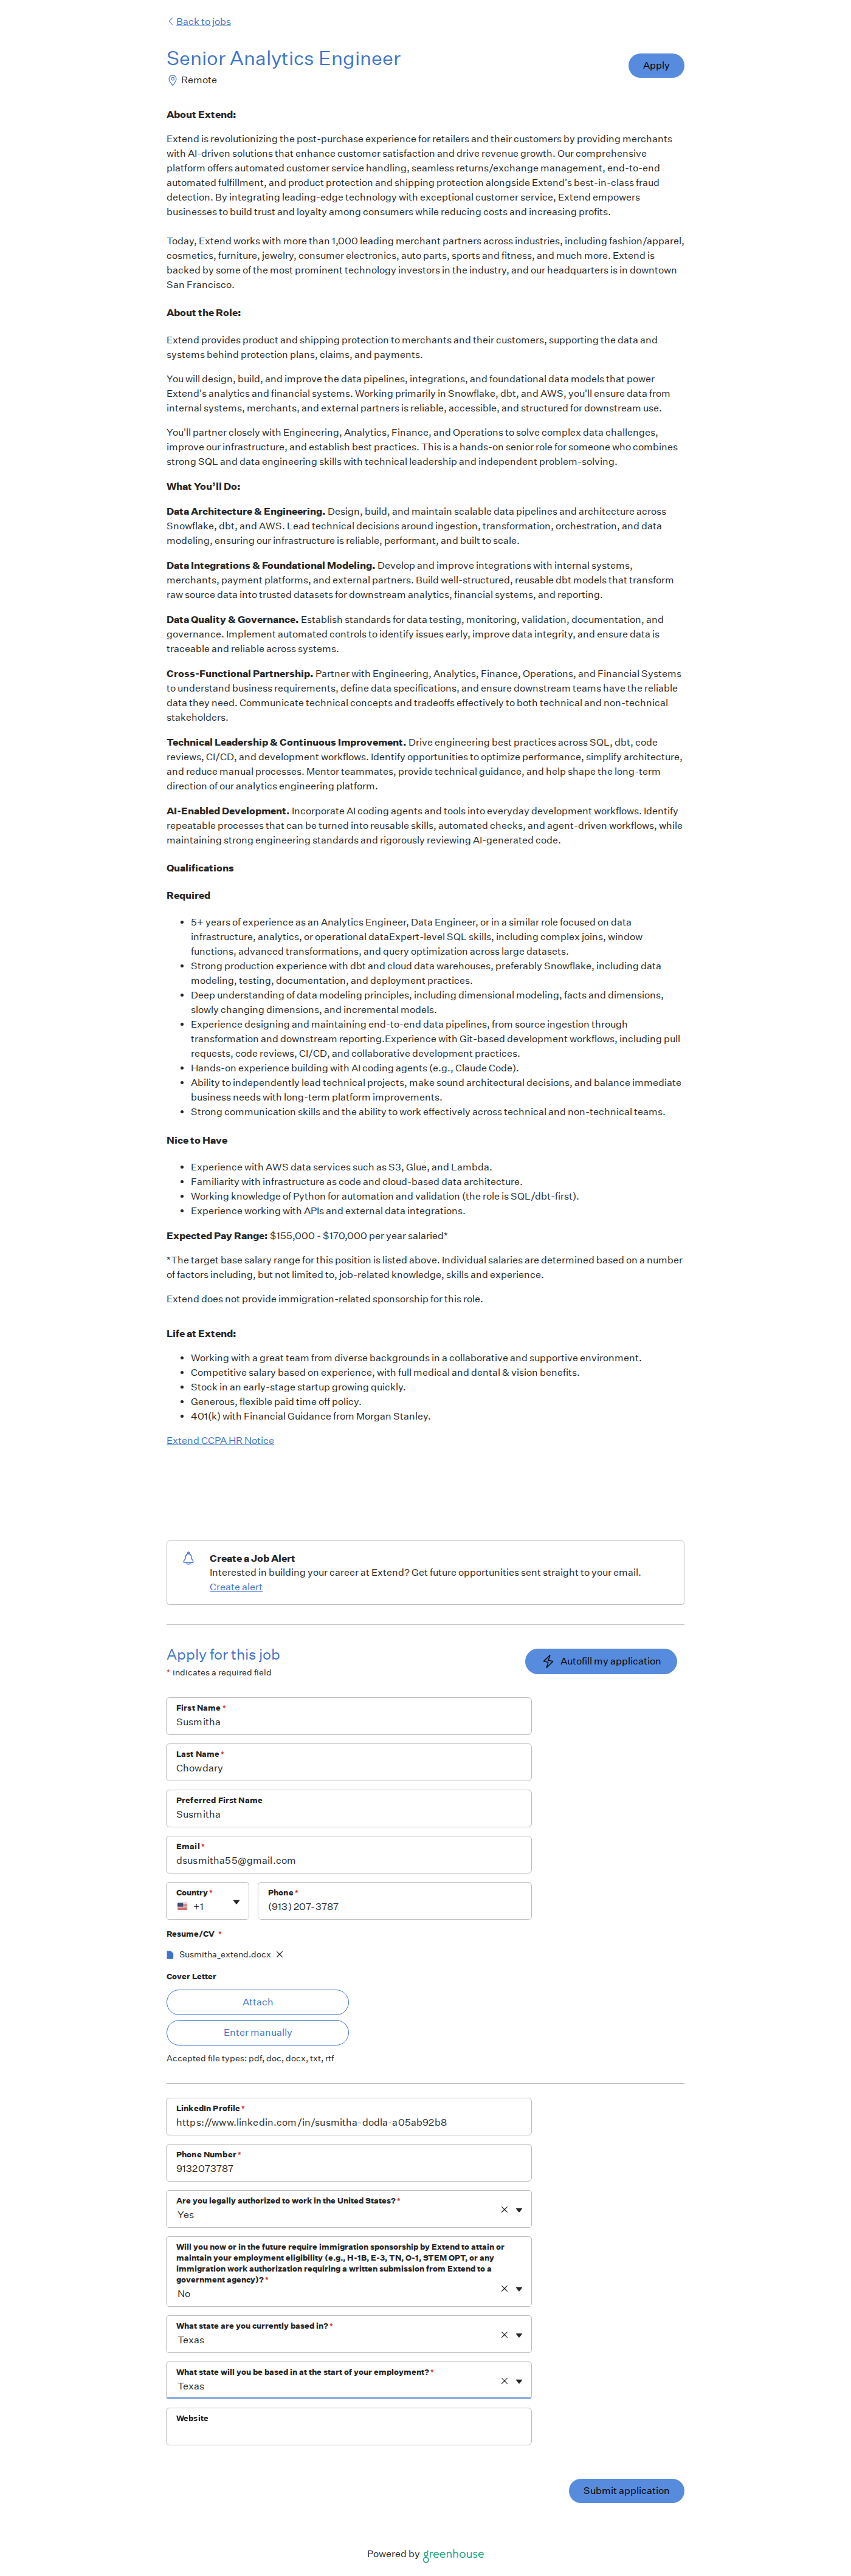 Back to jobs
Senior Analytics Engineer
Remote
Apply
About Extend:
Extend is revolutionizing the post-purchase experience for retailers and their customers by providing merchants
with AI-driven solutions that enhance customer satisfaction and drive revenue growth. Our comprehensive
platform offers automated customer service handling, seamless returns/exchange management, end-to-end
automated fulfillment, and product protection and shipping protection alongside Extend's best-in-class fraud
detection. By integrating leading-edge technology with exceptional customer service, Extend empowers
businesses to build trust and loyalty among consumers while reducing costs and increasing profits.
Today, Extend works with more than 1,000 leading merchant partners across industries, including fashion/apparel,
cosmetics, furniture, jewelry, consumer electronics, auto parts, sports and fitness, and much more. Extend is
backed by some of the most prominent technology investors in the industry, and our headquarters is in downtown
San Francisco.
About the Role:
Extend provides product and shipping protection to merchants and their customers, supporting the data and
systems behind protection plans, claims, and payments.
You will design, build, and improve the data pipelines, integrations, and foundational data models that power
Extend's analytics and financial systems. Working primarily in Snowflake, dbt, and AWS, you'll ensure data from
internal systems, merchants, and external partners is reliable, accessible, and structured for downstream use.
You'll partner closely with Engineering, Analytics, Finance, and Operations to solve complex data challenges,
improve our infrastructure, and establish best practices. This is a hands-on senior role for someone who combines
strong SQL and data engineering skills with technical leadership and independent problem-solving.
What You'll Do:
Data Architecture & Engineering. Design, build, and maintain scalable data pipelines and architecture across
Snowflake, dbt, and AWS. Lead technical decisions around ingestion, transformation, orchestration, and data
modeling, ensuring our infrastructure is reliable, performant, and built to scale.
Data Integrations & Foundational Modeling. Develop and improve integrations with internal systems,
merchants, payment platforms, and external partners. Build well-structured, reusable dbt models that transform
raw source data into trusted datasets for downstream analytics, financial systems, and reporting.
Data Quality & Governance. Establish standards for data testing, monitoring, validation, documentation, and
governance. Implement automated controls to identify issues early, improve data integrity, and ensure data is
traceable and reliable across systems.
Cross-Functional Partnership. Partner with Engineering, Analytics, Finance, Operations, and Financial Systems
to understand business requirements, define data specifications, and ensure downstream teams have the reliable
data they need. Communicate technical concepts and tradeoffs effectively to both technical and non-technical
stakeholders.
Technical Leadership & Continuous Improvement. Drive engineering best practices across SQL, dbt, code
reviews, CI/CD, and development workflows. Identify opportunities to optimize performance, simplify architecture,
and reduce manual processes. Mentor teammates, provide technical guidance, and help shape the long-term
direction of our analytics engineering platform.
AI-Enabled Development. Incorporate AI coding agents and tools into everyday development workflows. Identify
repeatable processes that can be turned into reusable skills, automated checks, and agent-driven workflows, while
maintaining strong engineering standards and rigorously reviewing AI-generated code.
Qualifications
Required
• 5+ years of experience as an Analytics Engineer, Data Engineer, or in a similar role focused on data
infrastructure, analytics, or operational dataExpert-level SQL skills, including complex joins, window
functions, advanced transformations, and query optimization across large datasets.
• Strong production experience with dbt and cloud data warehouses, preferably Snowflake, including data
modeling, testing, documentation, and deployment practices.
• Deep understanding of data modeling principles, including dimensional modeling, facts and dimensions,
slowly changing dimensions, and incremental models.
• Experience designing and maintaining end-to-end data pipelines, from source ingestion through
transformation and downstream reporting.Experience with Git-based development workflows, including pull
requests, code reviews, CI/CD, and collaborative development practices.
• Hands-on experience building with AI coding agents (e.g., Claude Code).
• Ability to independently lead technical projects, make sound architectural decisions, and balance immediate
business needs with long-term platform improvements.
• Strong communication skills and the ability to work effectively across technical and non-technical teams.
Nice to Have
• Experience with AWS data services such as S3, Glue, and Lambda.
• Familiarity with infrastructure as code and cloud-based data architecture.
• Working knowledge of Python for automation and validation (the role is SQL/dbt-first).
• Experience working with APIs and external data integrations.
Expected Pay Range: $155,000 - $170,000 per year salaried*
*The target base salary range for this position is listed above. Individual salaries are determined based on a number
of factors including, but not limited to, job-related knowledge, skills and experience.
Extend does not provide immigration-related sponsorship for this role.
Life at Extend:
• Working with a great team from diverse backgrounds in a collaborative and supportive environment.
• Competitive salary based on experience, with full medical and dental & vision benefits.
• Stock in an early-stage startup growing quickly.
• Generous, flexible paid time off policy.
• 401(k) with Financial Guidance from Morgan Stanley.
Extend CCPA HR Notice
Create a Job Alert
Interested in building your career at Extend? Get future opportunities sent straight to your email.
Create alert
Apply for this job
* indicates a required field
Autofill my application
First Name *
Susmitha
Last Name *
Chowdary
Preferred First Name
Susmitha
Email *
dsusmitha55@gmail.com
Country *
+1
Phone *
(913) 207-3787
Resume/CV *
Susmitha_extend.docx
Cover Letter
Attach
Enter manually
Accepted file types: pdf, doc, docx, txt, rtf
LinkedIn Profile *
https://www.linkedin.com/in/susmitha-dodla-a05ab92b8
Phone Number *
9132073787
Are you legally authorized to work in the United States? *
Yes
Will you now or in the future require immigration sponsorship by Extend to attain or
maintain your employment eligibility (e.g., H-1B, E-3, TN, O-1, STEM OPT, or any
immigration work authorization requiring a written submission from Extend to a
government agency)? *
No
What state are you currently based in? *
Texas
What state will you be based in at the start of your employment? *
Texas
Website
Submit application
Powered by greenhouse